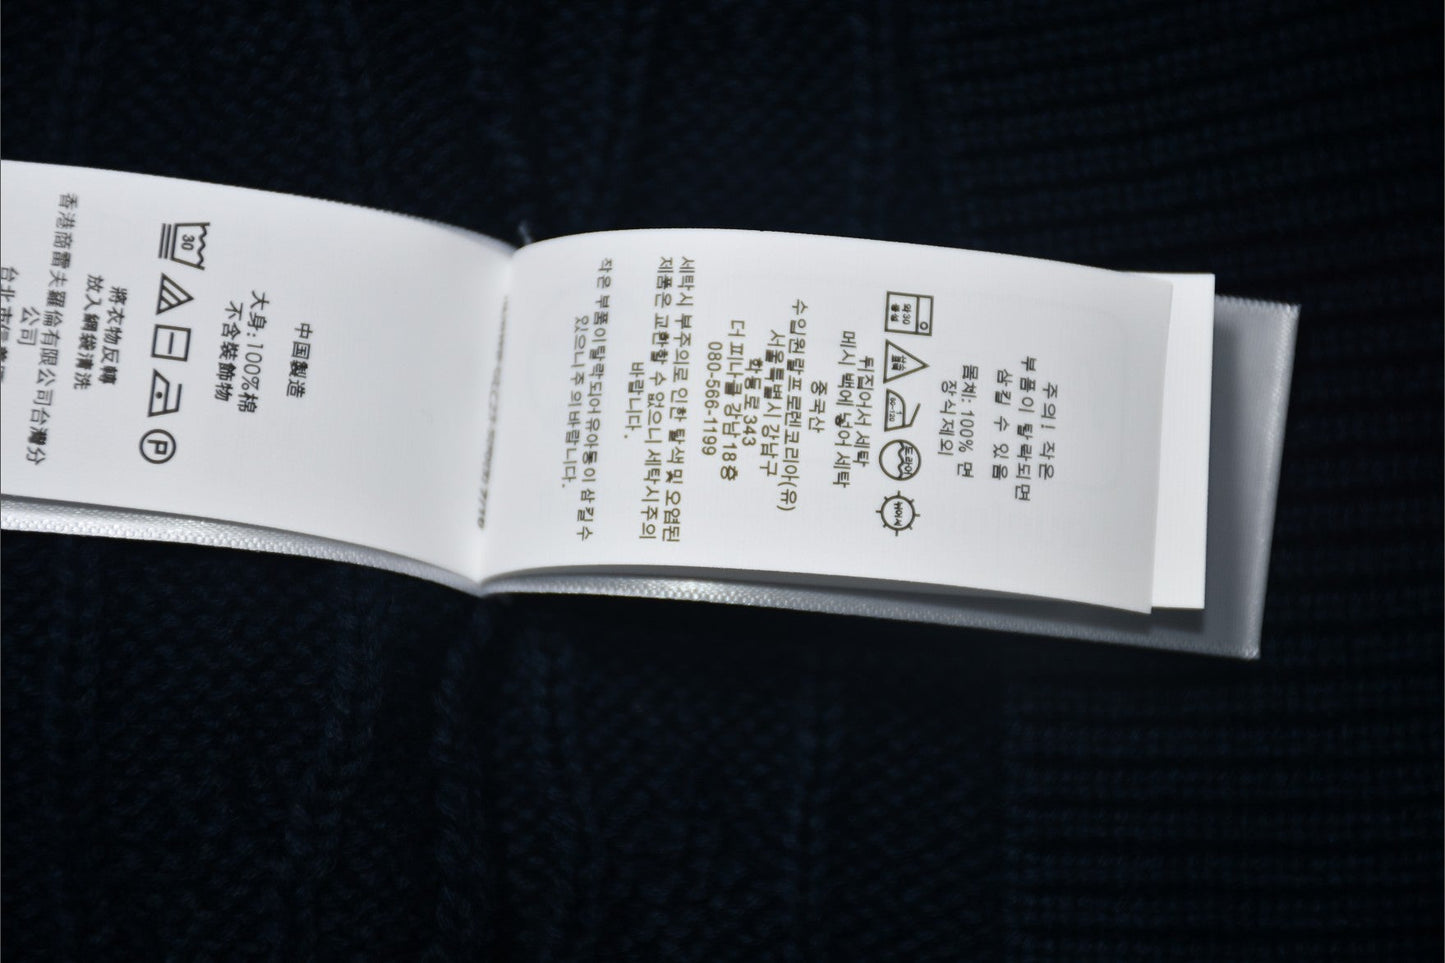 주의! 작은
부품이 탈락되면
삼킬 수 있음
몸체: 100% 면
장식제외
약30
중성
드라이
뒤집어서 세탁
메시 백에 넣어 세탁
중국산
수입원랄프로렌코리아(유)
서울특별시 강남구
학동로 343
더 피나클 강남18층
080-566-1199
세탁시 부주의로 인한 탈색 및 오염된
제품은 교환할 수 없으니 세탁시주의
바랍니다.
작은 부품이탈락되어유아동이 삼킬수
있으니주의바랍니다.
中国製造
大身:100%棉
不含裝飾物
30
P
將衣物反轉
放入網袋清洗
香港商雷夫羅倫有限公司台灣分
公司